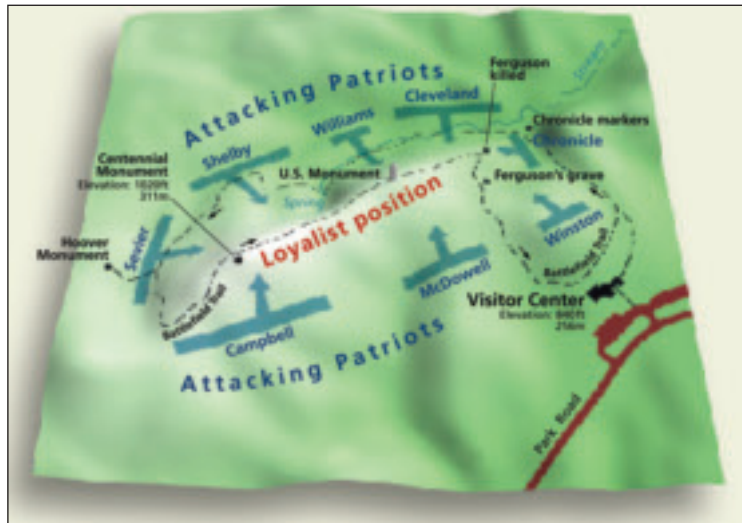 Attacking Patriots
Ferguson
killed
Stream
Cleveland
Williams
Chronicle markers
Chronicle
Shelby
Centennial
Monument
Elevation: 1020ft
311m
U.S. Monument
Spring
Ferguson's grave
Loyalist position
Hoover
Monument
Sevier
Winston
Battlefield Trail
McDowell
Visitor Center
Elevation: 840ft
256m
Battlefield Trail
Campbell
Attacking Patriots
Park Road